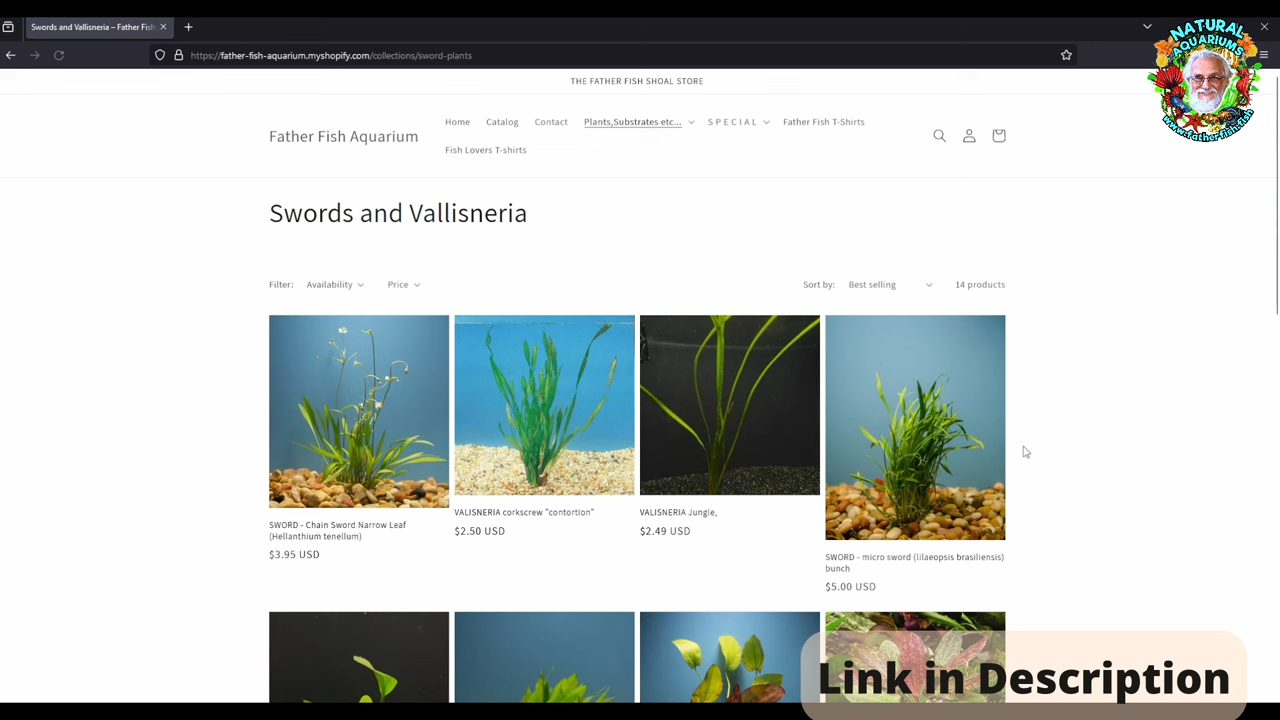 Swords and Vallisneria – Father Fish
https://father-fish-aquarium.myshopify.com/collections/sword-plants
NATURAL
AQUARIUMS
www.father.fish
THE FATHER FISH SHOAL STORE
Father Fish Aquarium
Home Catalog Contact Plants,Substrates etc... S P E C I A L Father Fish T-Shirts
Fish Lovers T-shirts
Swords and Vallisneria
Filter: Availability Price Sort by: Best selling 14 products
SWORD - Chain Sword Narrow Leaf
(Hellanthium tenellum)
$3.95 USD
VALISNERIA corkscrew "contortion"
$2.50 USD
VALISNERIA Jungle,
$2.49 USD
SWORD - micro sword (lilaeopsis brasiliensis)
bunch
$5.00 USD
Link in Description